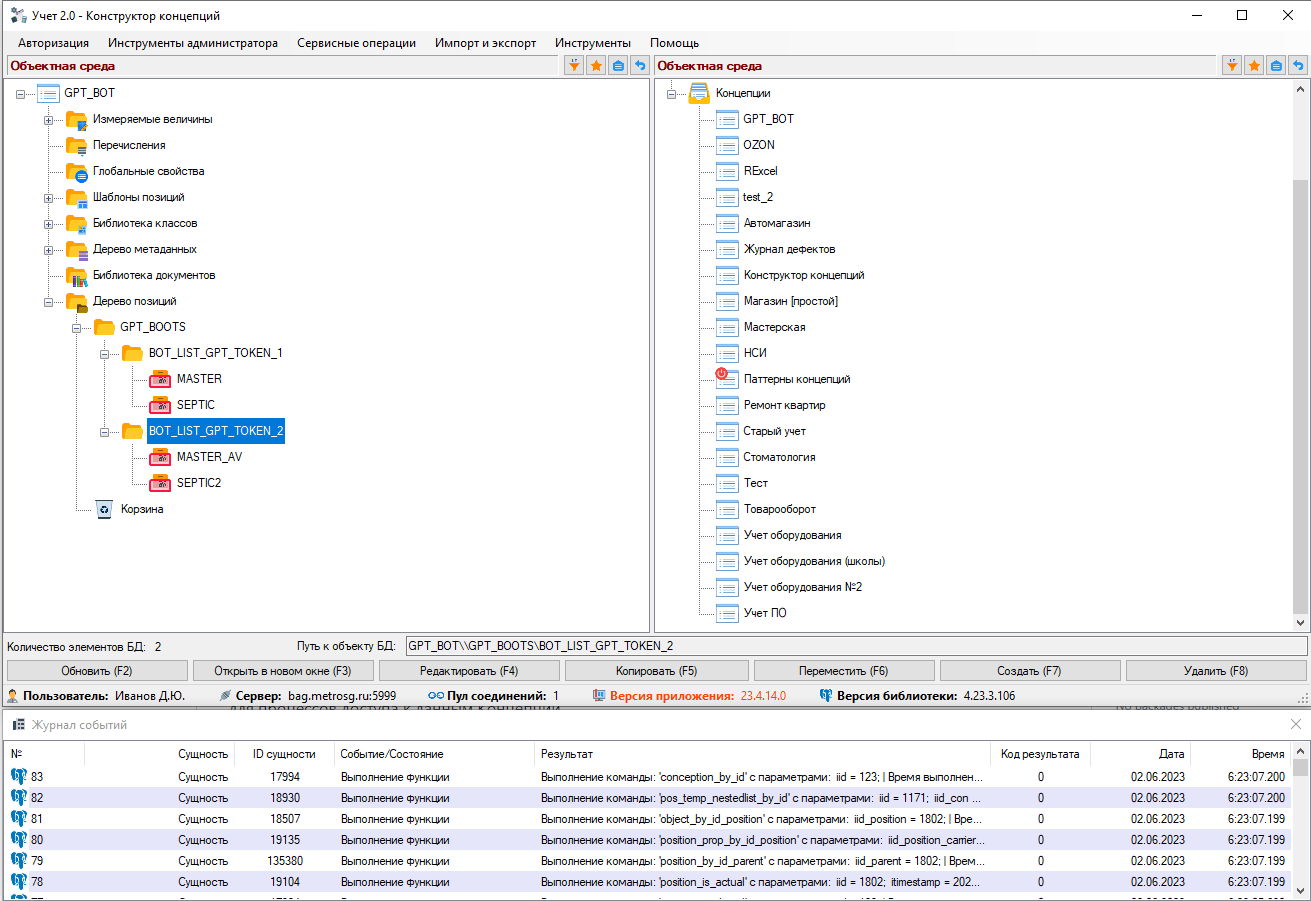 Учет 2.0 - Конструктор концепций
Авторизация Инструменты администратора Сервисные операции Импорт и экспорт Инструменты Помощь
Объектная среда
GPT_BOT
Измеряемые величины
Перечисления
Глобальные свойства
Шаблоны позиций
Библиотека классов
Дерево метаданных
Библиотека документов
Дерево позиций
GPT_BOOTS
BOT_LIST_GPT_TOKEN_1
MASTER
SEPTIC
BOT_LIST_GPT_TOKEN_2
MASTER_AV
SEPTIC2
Корзина
Объектная среда
Концепции
GPT_BOT
OZON
RExcel
test_2
Автомагазин
Журнал дефектов
Конструктор концепций
Магазин [простой]
Мастерская
НСИ
Паттерны концепций
Ремонт квартир
Старый учет
Стоматология
Тест
Товарооборот
Учет оборудования
Учет оборудования (школы)
Учет оборудования №2
Учет ПО
Количество элементов БД: 2 Путь к объекту БД: GPT_BOT\\GPT_BOOTS\BOT_LIST_GPT_TOKEN_2
Обновить (F2) Открыть в новом окне (F3) Редактировать (F4) Копировать (F5) Переместить (F6) Создать (F7) Удалить (F8)
Пользователь: Иванов Д.Ю. Сервер: bag.metrosg.ru:5999 Пул соединений: 1 Версия приложения: 23.4.14.0 Версия библиотеки: 4.23.3.106
Журнал событий
№ Сущность ID сущности Событие/Состояние Результат Код результата Дата Время
83 Сущность 17994 Выполнение функции Выполнение команды: 'conception_by_id' с параметрами: iid = 123; | Время выполнен... 0 02.06.2023 6:23:07.200
82 Сущность 18930 Выполнение функции Выполнение команды: 'pos_temp_nestedlist_by_id' с параметрами: iid = 1171; iid_con ... 0 02.06.2023 6:23:07.200
81 Сущность 18507 Выполнение функции Выполнение команды: 'object_by_id_position' с параметрами: iid_position = 1802; | Вре... 0 02.06.2023 6:23:07.199
80 Сущность 19135 Выполнение функции Выполнение команды: 'position_prop_by_id_position' с параметрами: iid_position_carrier... 0 02.06.2023 6:23:07.199
79 Сущность 135380 Выполнение функции Выполнение команды: 'position_by_id_parent' с параметрами: iid_parent = 1802; | Врем... 0 02.06.2023 6:23:07.199
78 Сущность 19104 Выполнение функции Выполнение команды: 'position_is_actual' с параметрами: iid = 1802; itimestamp = 202... 0 02.06.2023 6:23:07.199